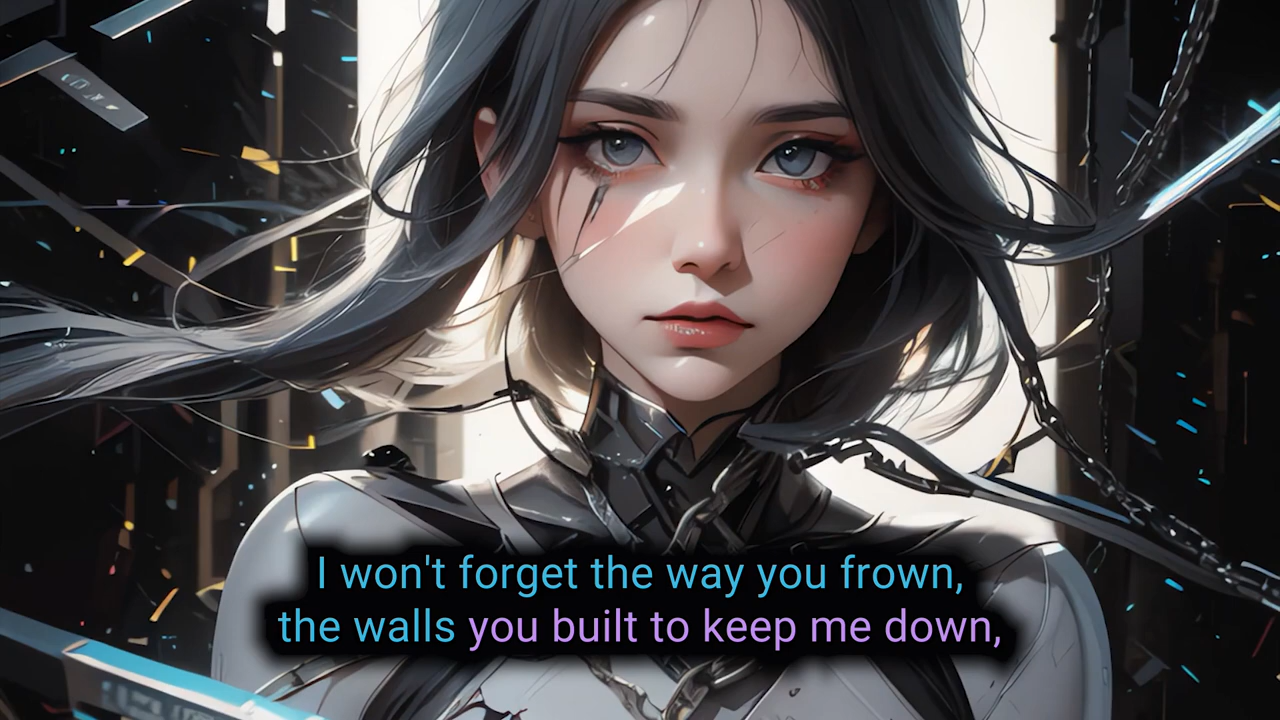 I won't forget the way you frown,
the walls you built to keep me down,